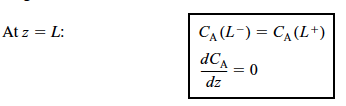 At z = L:
C_A(L⁻) = C_A(L⁺)
dC_A/dz = 0